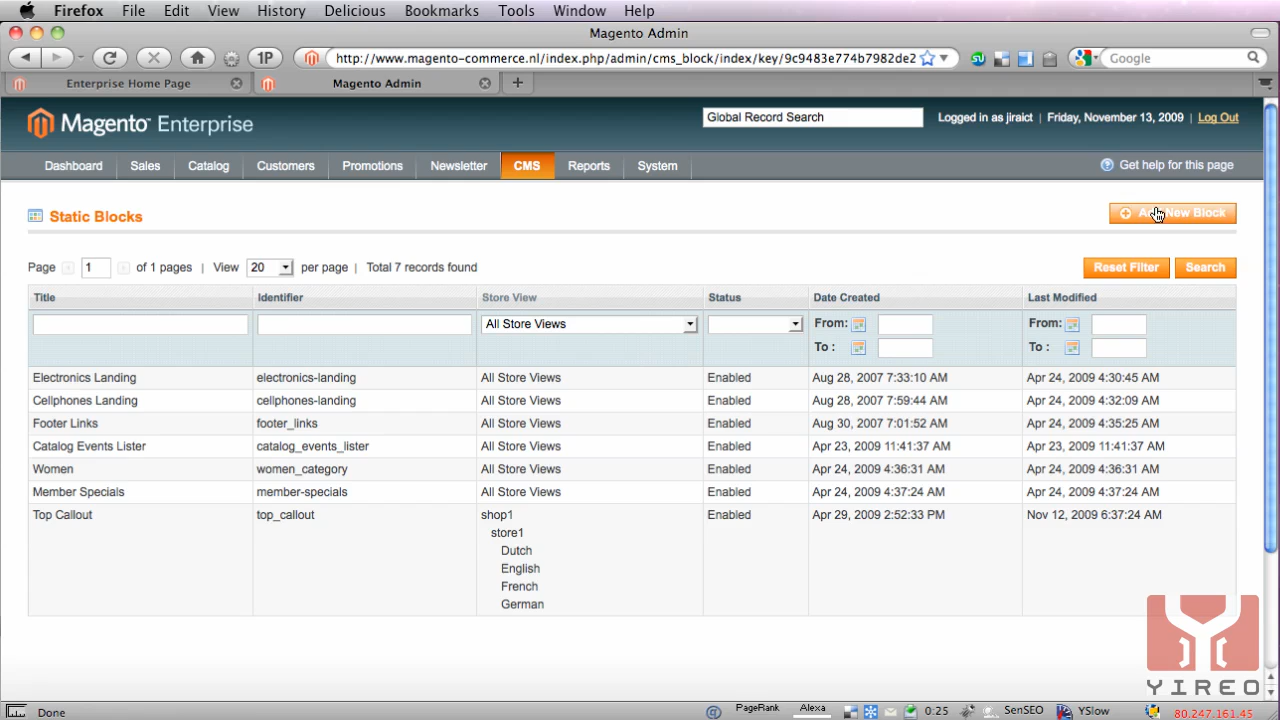 Firefox File Edit View History Delicious Bookmarks Tools Window Help
Magento Admin
1P http://www.magento-commerce.nl/index.php/admin/cms_block/index/key/9c9483e774b7982de2 Google
Enterprise Home Page Magento Admin
Magento™ Enterprise Global Record Search Logged in as jiraict | Friday, November 13, 2009 | Log Out
Dashboard Sales Catalog Customers Promotions Newsletter CMS Reports System Get help for this page
Static Blocks New Block
Page 1 of 1 pages | View 20 per page | Total 7 records found Reset Filter Search
Title Identifier Store View Status Date Created Last Modified
All Store Views From: From:
To : To :
Electronics Landing electronics-landing All Store Views Enabled Aug 28, 2007 7:33:10 AM Apr 24, 2009 4:30:45 AM
Cellphones Landing cellphones-landing All Store Views Enabled Aug 28, 2007 7:59:44 AM Apr 24, 2009 4:32:09 AM
Footer Links footer_links All Store Views Enabled Aug 30, 2007 7:01:52 AM Apr 24, 2009 4:35:25 AM
Catalog Events Lister catalog_events_lister All Store Views Enabled Apr 23, 2009 11:41:37 AM Apr 23, 2009 11:41:37 AM
Women women_category All Store Views Enabled Apr 24, 2009 4:36:31 AM Apr 24, 2009 4:36:31 AM
Member Specials member-specials All Store Views Enabled Apr 24, 2009 4:37:24 AM Apr 24, 2009 4:37:24 AM
Top Callout top_callout shop1 Enabled Apr 29, 2009 2:52:33 PM Nov 12, 2009 6:37:24 AM
store1
Dutch
English
French
German
YIREO
Done PageRank Alexa 0:25 SenSEO YSlow 80.247.161.45